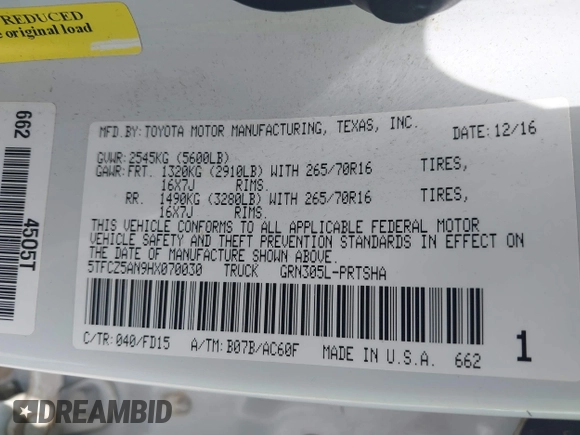 REDUCED
e original load
662
4505T
MFD.BY:TOYOTA MOTOR MANUFACTURING, TEXAS, INC. DATE:12/16
GVWR:2545KG (5600LB)
GAWR:FRT. 1320KG (2910LB) WITH 265/70R16 TIRES,
16X7J RIMS.
RR. 1490KG (3280LB) WITH 265/70R16 TIRES,
16X7J RIMS.
THIS VEHICLE CONFORMS TO ALL APPLICABLE FEDERAL MOTOR
VEHICLE SAFETY AND THEFT PREVENTION STANDARDS IN EFFECT ON
THE DATE OF MANUFACTURE SHOWN ABOVE.
5TFCZ5AN9HX070030 TRUCK GRN305L-PRTSHA
C/TR:040/FD15 A/TM:B07B/AC60F MADE IN U.S.A. 662 1
DREAMBID